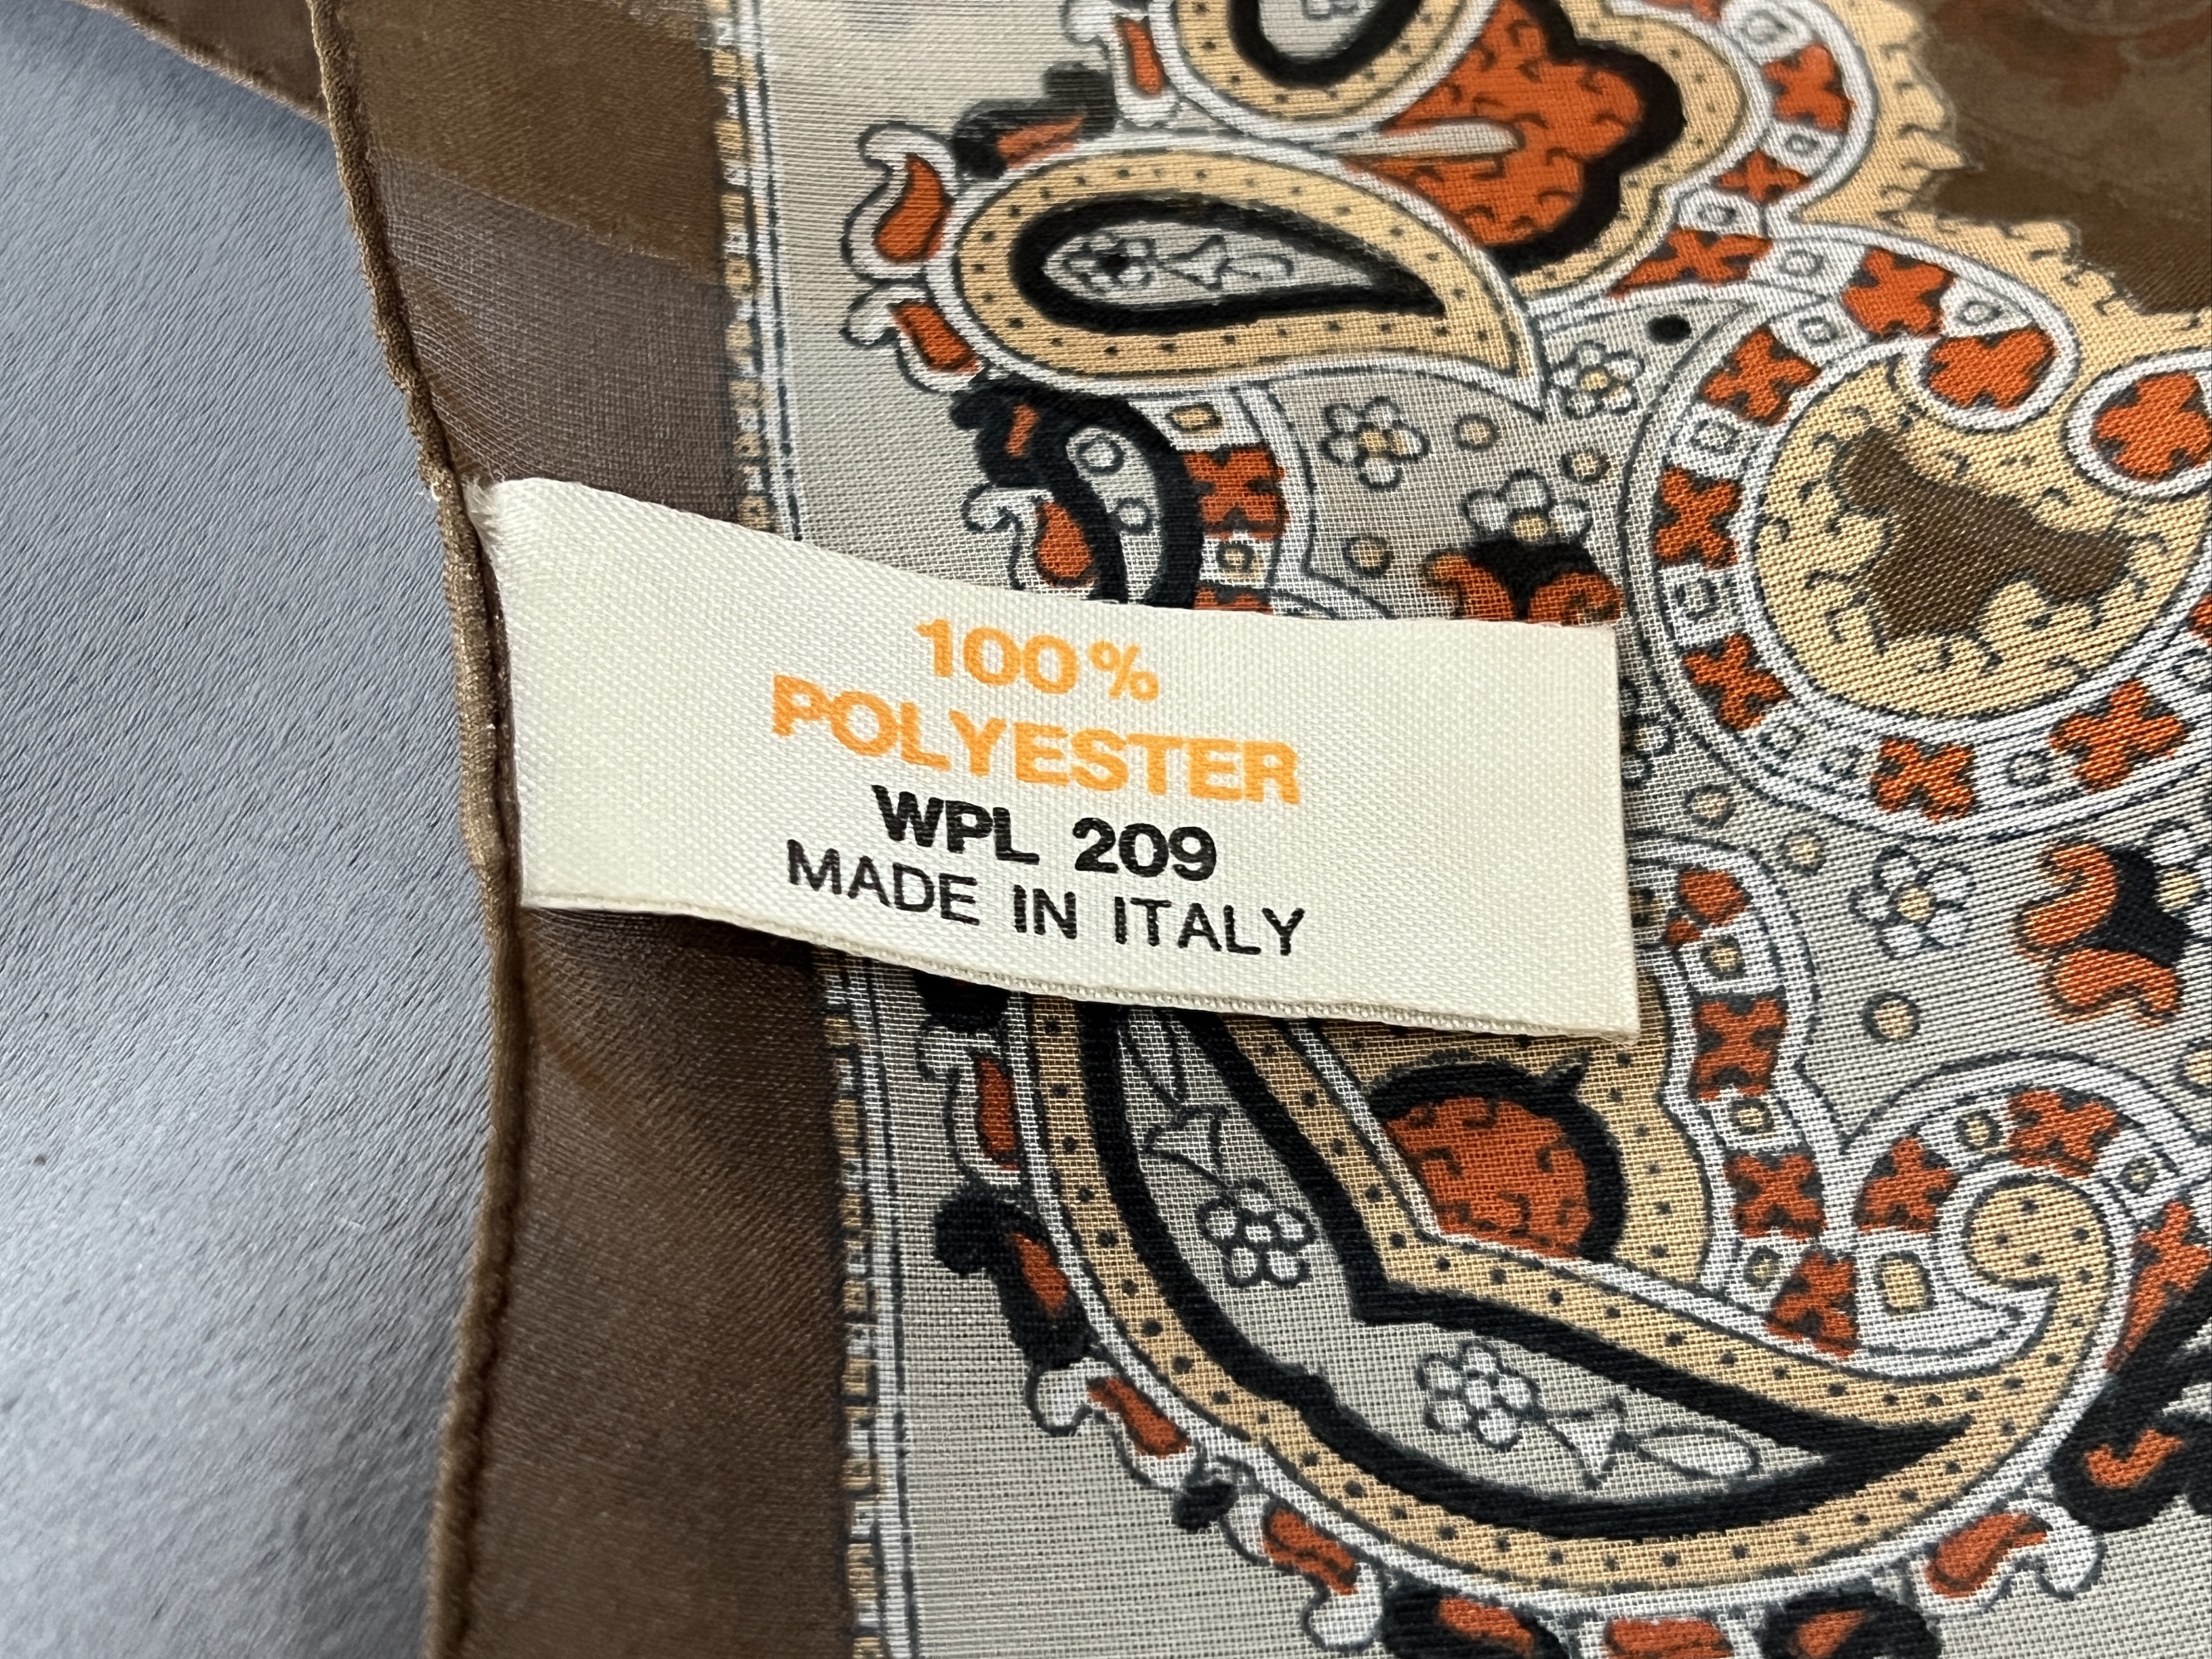 100%
POLYESTER
WPL 209
MADE IN ITALY